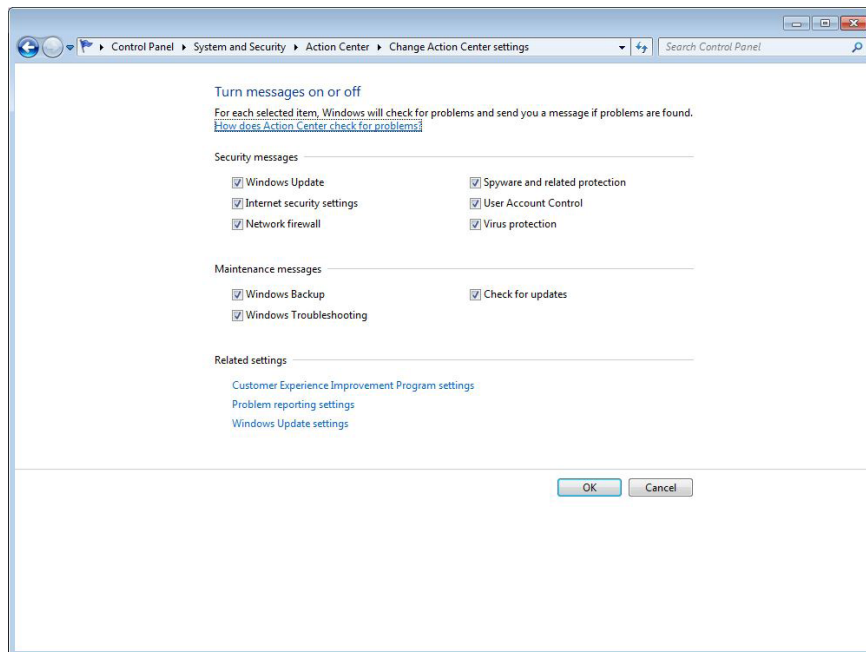 Control Panel ▸ System and Security ▸ Action Center ▸ Change Action Center settings
Search Control Panel
Turn messages on or off
For each selected item, Windows will check for problems and send you a message if problems are found.
How does Action Center check for problems?
Security messages
Windows Update
Spyware and related protection
Internet security settings
User Account Control
Network firewall
Virus protection
Maintenance messages
Windows Backup
Check for updates
Windows Troubleshooting
Related settings
Customer Experience Improvement Program settings
Problem reporting settings
Windows Update settings
OK
Cancel